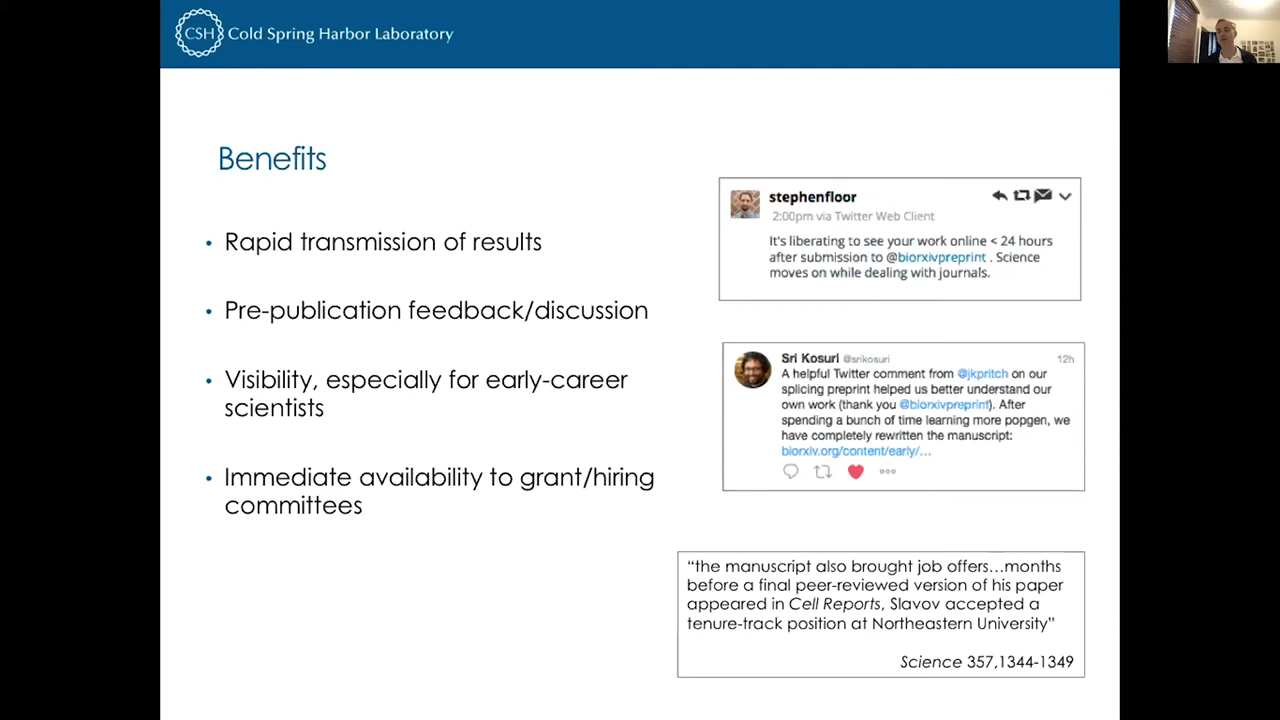 CSH Cold Spring Harbor Laboratory
Benefits
• Rapid transmission of results
• Pre-publication feedback/discussion
• Visibility, especially for early-career
scientists
• Immediate availability to grant/hiring
committees
stephenfloor
2:00pm via Twitter Web Client
It's liberating to see your work online < 24 hours
after submission to @biorxivpreprint . Science
moves on while dealing with journals.
Sri Kosuri @srikosuri 12h
A helpful Twitter comment from @jkpritch on our
splicing preprint helped us better understand our
own work (thank you @biorxivpreprint). After
spending a bunch of time learning more popgen, we
have completely rewritten the manuscript:
biorxiv.org/content/early/…
“the manuscript also brought job offers…months
before a final peer-reviewed version of his paper
appeared in Cell Reports, Slavov accepted a
tenure-track position at Northeastern University”
Science 357,1344-1349